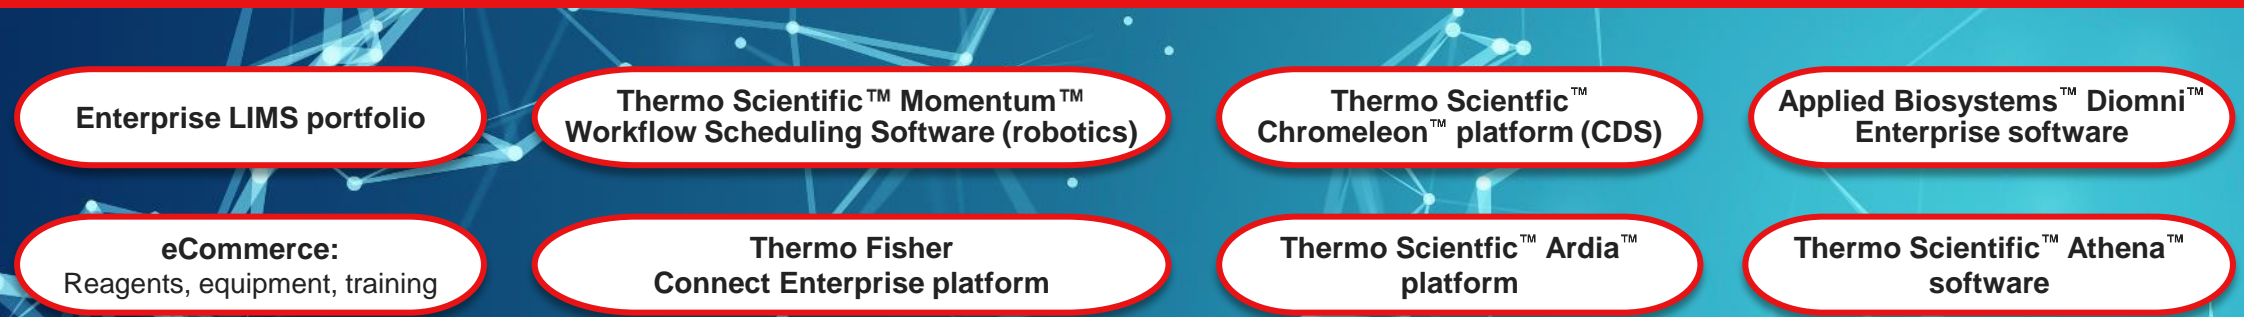 Enterprise LIMS portfolio
Thermo Scientific™ Momentum™
Workflow Scheduling Software (robotics)
Thermo Scientfic™
Chromeleon™ platform (CDS)
Applied Biosystems™ Diomni™
Enterprise software
eCommerce:
Reagents, equipment, training
Thermo Fisher
Connect Enterprise platform
Thermo Scientfic™ Ardia™
platform
Thermo Scientific™ Athena™
software